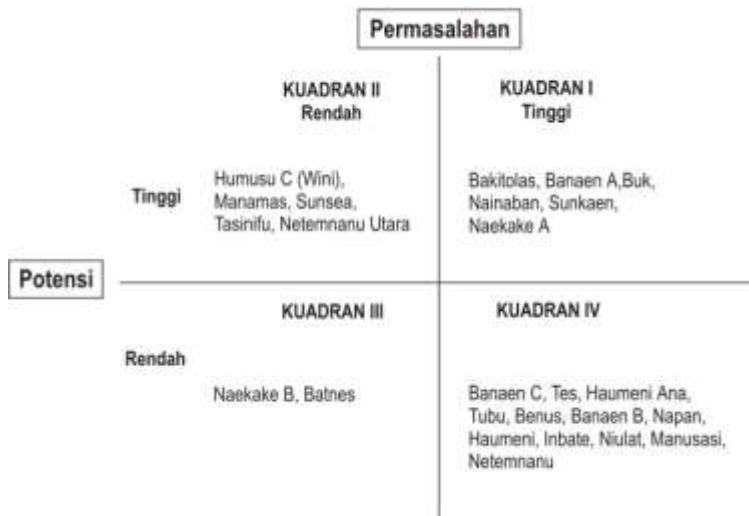 Permasalahan
KUADRAN II
Rendah
KUADRAN I
Tinggi
Tinggi
Humusu C (Wini),
Manamas, Sunsea,
Tasinifu, Netemnanu Utara
Bakitolas, Banaen A,Buk,
Nainaban, Sunkaen,
Naekake A
Potensi
KUADRAN III
KUADRAN IV
Rendah
Naekake B, Batnes
Banaen C, Tes, Haumeni Ana,
Tubu, Benus, Banaen B, Napan,
Haumeni, Inbate, Niulat, Manusasi,
Netemnanu